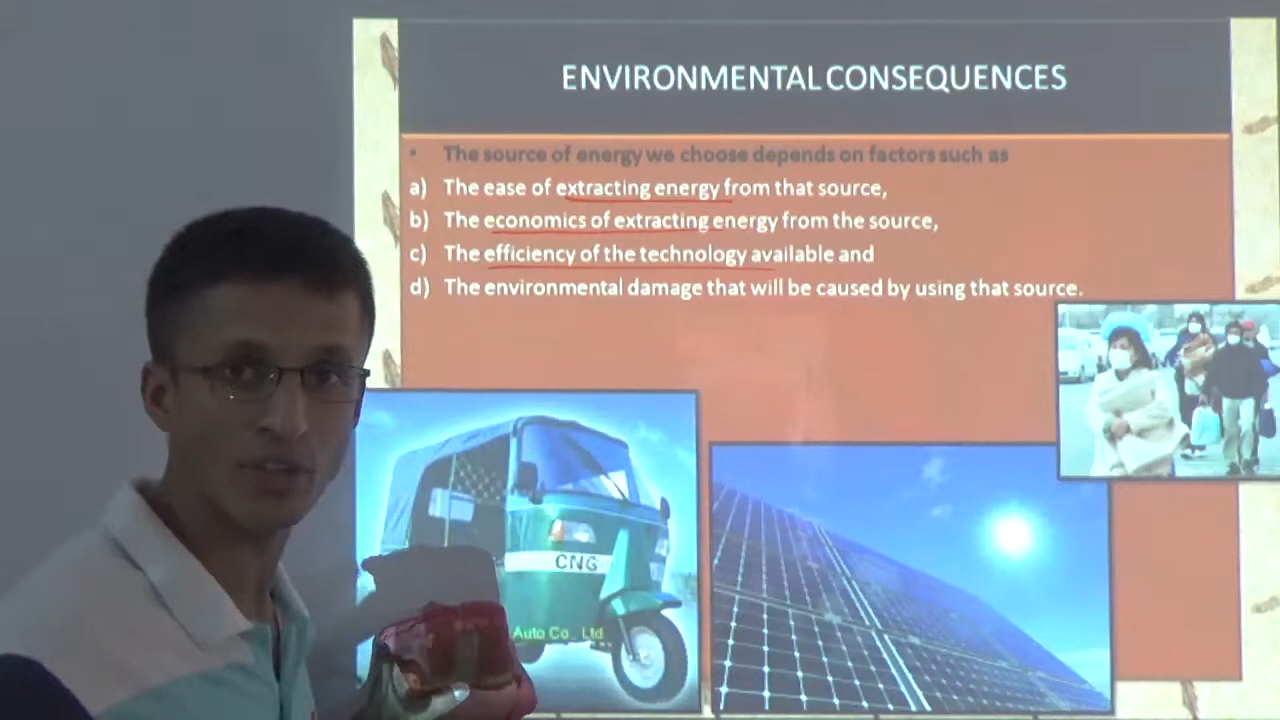 ENVIRONMENTAL CONSEQUENCES
• The source of energy we choose depends on factors such as
a) The ease of extracting energy from that source,
b) The economics of extracting energy from the source,
c) The efficiency of the technology available and
d) The environmental damage that will be caused by using that source.
CNG
Auto Co., Ltd